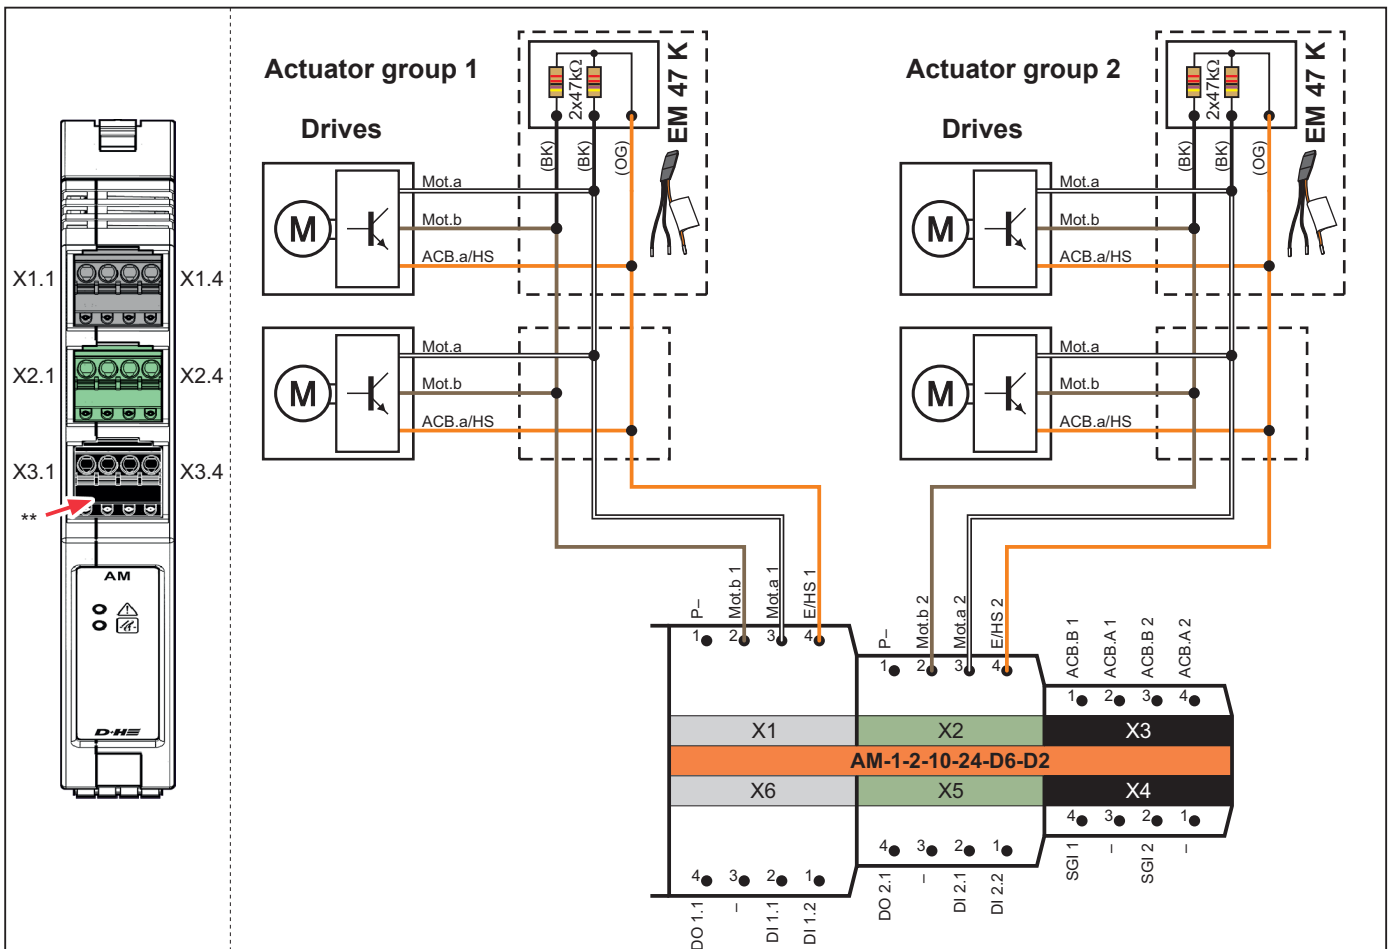 X1.1
X1.4
X2.1
X2.4
X3.1
X3.4
**
AM
D+H
Actuator group 1
Drives
2x47kΩ
EM 47 K
(BK)
(BK)
(OG)
M
Mot.a
Mot.b
ACB.a/HS
M
Mot.a
Mot.b
ACB.a/HS
Actuator group 2
Drives
2x47kΩ
EM 47 K
(BK)
(BK)
(OG)
M
Mot.a
Mot.b
ACB.a/HS
M
Mot.a
Mot.b
ACB.a/HS
P–
Mot.b 1
Mot.a 1
E/HS 1
1 2 3 4
P–
Mot.b 2
Mot.a 2
E/HS 2
1 2 3 4
ACB.B 1
ACB.A 1
ACB.B 2
ACB.A 2
1 2 3 4
X1 X2 X3
AM-1-2-10-24-D6-D2
X6 X5 X4
4 3 2 1
DO 1.1
–
DI 1.1
DI 1.2
4 3 2 1
DO 2.1
–
DI 2.1
DI 2.2
4 3 2 1
SGI 1
–
SGI 2
–